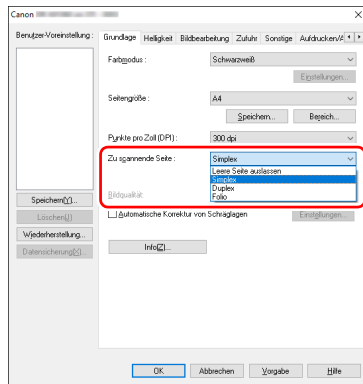 Canon
Benutzer-Voreinstellung :
Speichern(Y)...
Löschen(J)
Wiederherstellung...
Datensicherung(X)...
Grundlage Helligkeit Bildbearbeitung Zufuhr Sonstige Aufdrucken/A
Farbmodus :
Schwarzweiß
Einstellungen...
Seitengröße :
A4
Speichern...
Bereich...
Punkte pro Zoll (DPI) :
300 dpi
Zu scannende Seite :
Simplex
Leere Seite auslassen
Simplex
Duplex
Folio
Bildqualität
Automatische Korrektur von Schräglagen
Einstellungen...
Info(Z)...
OK
Abbrechen
Vorgabe
Hilfe